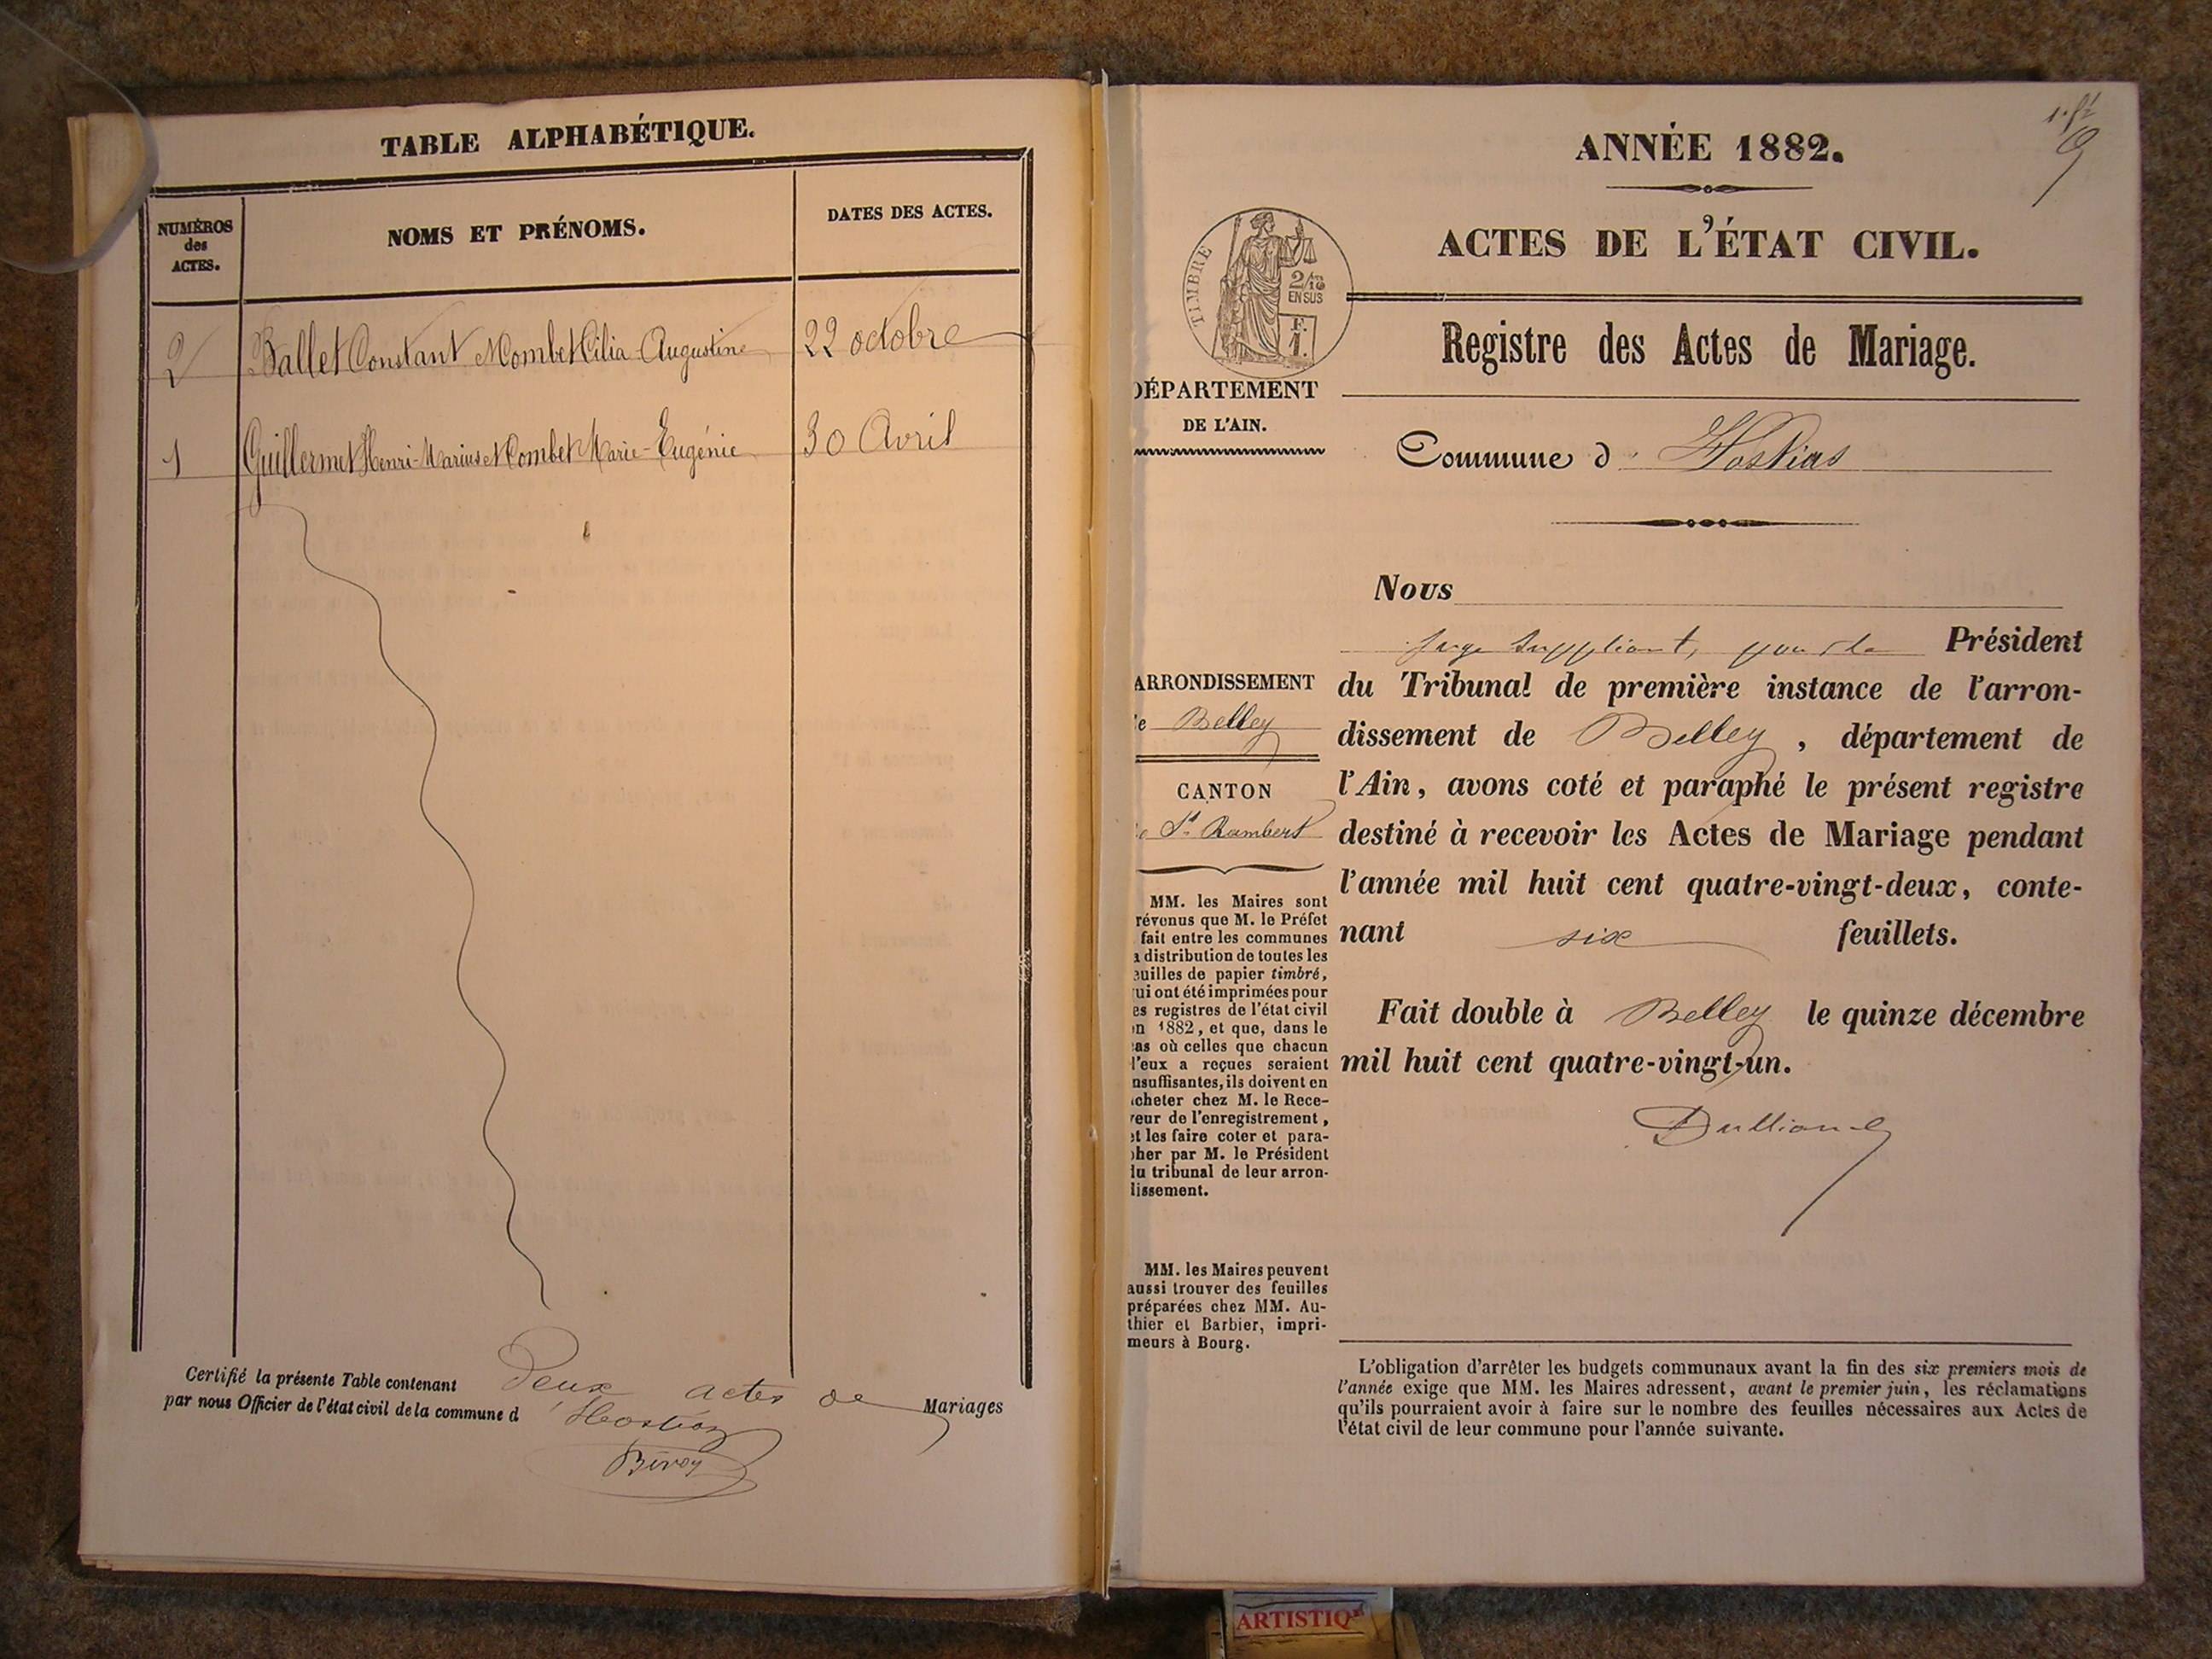 TABLE ALPHABÉTIQUE.
NUMÉROS
des
ACTES.
NOMS ET PRÉNOMS.
DATES DES ACTES.
2 Ballet Constant et Combet Cilia Augustine 22 octobre
1 Guillermet Henri-Marius et Combet Marie-Eugénie 30 Avril
Certifié la présente Table contenant Deux actes de Mariages
par nous Officier de l'état civil de la commune d'Hostias
ANNÉE 1882.
ACTES DE L'ÉTAT CIVIL.
TIMBRE
2/10
EN SUS
F.
1.
Registre des Actes de Mariage.
DÉPARTEMENT
DE L'AIN.
Commune d' Hostias
ARRONDISSEMENT
de Belley
CANTON
de St Rambert
MM. les Maires sont
révenus que M. le Préfet
fait entre les communes
a distribution de toutes les
euilles de papier timbré,
ui ont été imprimées pour
es registres de l'état civil
n 1882, et que, dans le
as où celles que chacun
d'eux a reçues seraient
nsuffisantes, ils doivent en
cheter chez M. le Rece-
veur de l'enregistrement,
et les faire coter et para-
pher par M. le Président
du tribunal de leur arron-
dissement.
MM. les Maires peuvent
aussi trouver des feuilles
préparées chez MM. Au-
thier et Barbier, impri-
meurs à Bourg.
Nous
Juge Suppléant, pour le Président
du Tribunal de première instance de l'arron-
dissement de Belley, département de
l'Ain, avons coté et paraphé le présent registre
destiné à recevoir les Actes de Mariage pendant
l'année mil huit cent quatre-vingt-deux, conte-
nant six feuillets.
Fait double à Belley le quinze décembre
mil huit cent quatre-vingt-un.
L'obligation d'arrêter les budgets communaux avant la fin des six premiers mois de
l'année exige que MM. les Maires adressent, avant le premier juin, les réclamations
qu'ils pourraient avoir à faire sur le nombre des feuilles nécessaires aux Actes de
l'état civil de leur commune pour l'année suivante.
ARTISTIQ